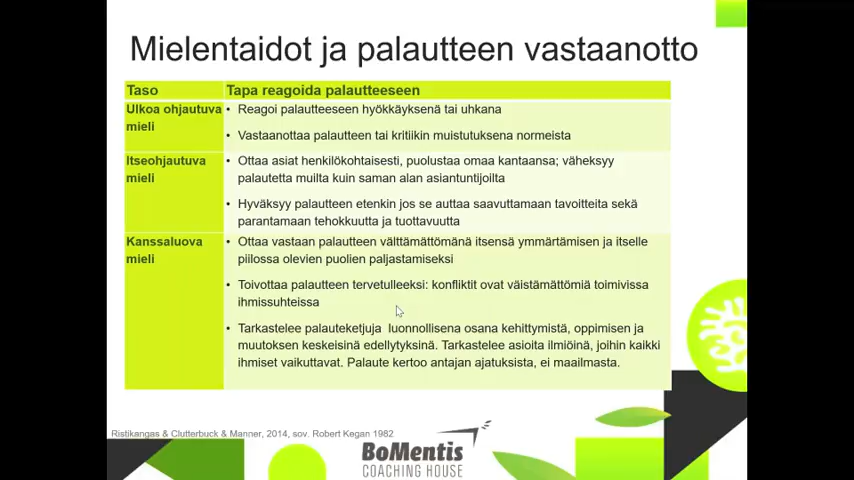 Mielentaidot ja palautteen vastaanotto
Taso
Tapa reagoida palautteeseen
Ulkoa ohjautuva
mieli
• Reagoi palautteeseen hyökkäyksenä tai uhkana
• Vastaanottaa palautteen tai kritiikin muistutuksena normeista
Itseohjautuva
mieli
• Ottaa asiat henkilökohtaisesti, puolustaa omaa kantaansa; väheksyy
palautetta muilta kuin saman alan asiantuntijoilta
• Hyväksyy palautteen etenkin jos se auttaa saavuttamaan tavoitteita sekä
parantamaan tehokkuutta ja tuottavuutta
Kanssaluova
mieli
• Ottaa vastaan palautteen välttämättömänä itsensä ymmärtämisen ja itselle
piilossa olevien puolien paljastamiseksi
• Toivottaa palautteen tervetulleeksi: konfliktit ovat väistämättömiä toimivissa
ihmissuhteissa
• Tarkastelee palauteketjuja luonnollisena osana kehittymistä, oppimisen ja
muutoksen keskeisinä edellytyksinä. Tarkastelee asioita ilmiöinä, joihin kaikki
ihmiset vaikuttavat. Palaute kertoo antajan ajatuksista, ei maailmasta.
Ristikangas & Clutterbuck & Manner, 2014, sov. Robert Kegan 1982
BoMentis
COACHING HOUSE